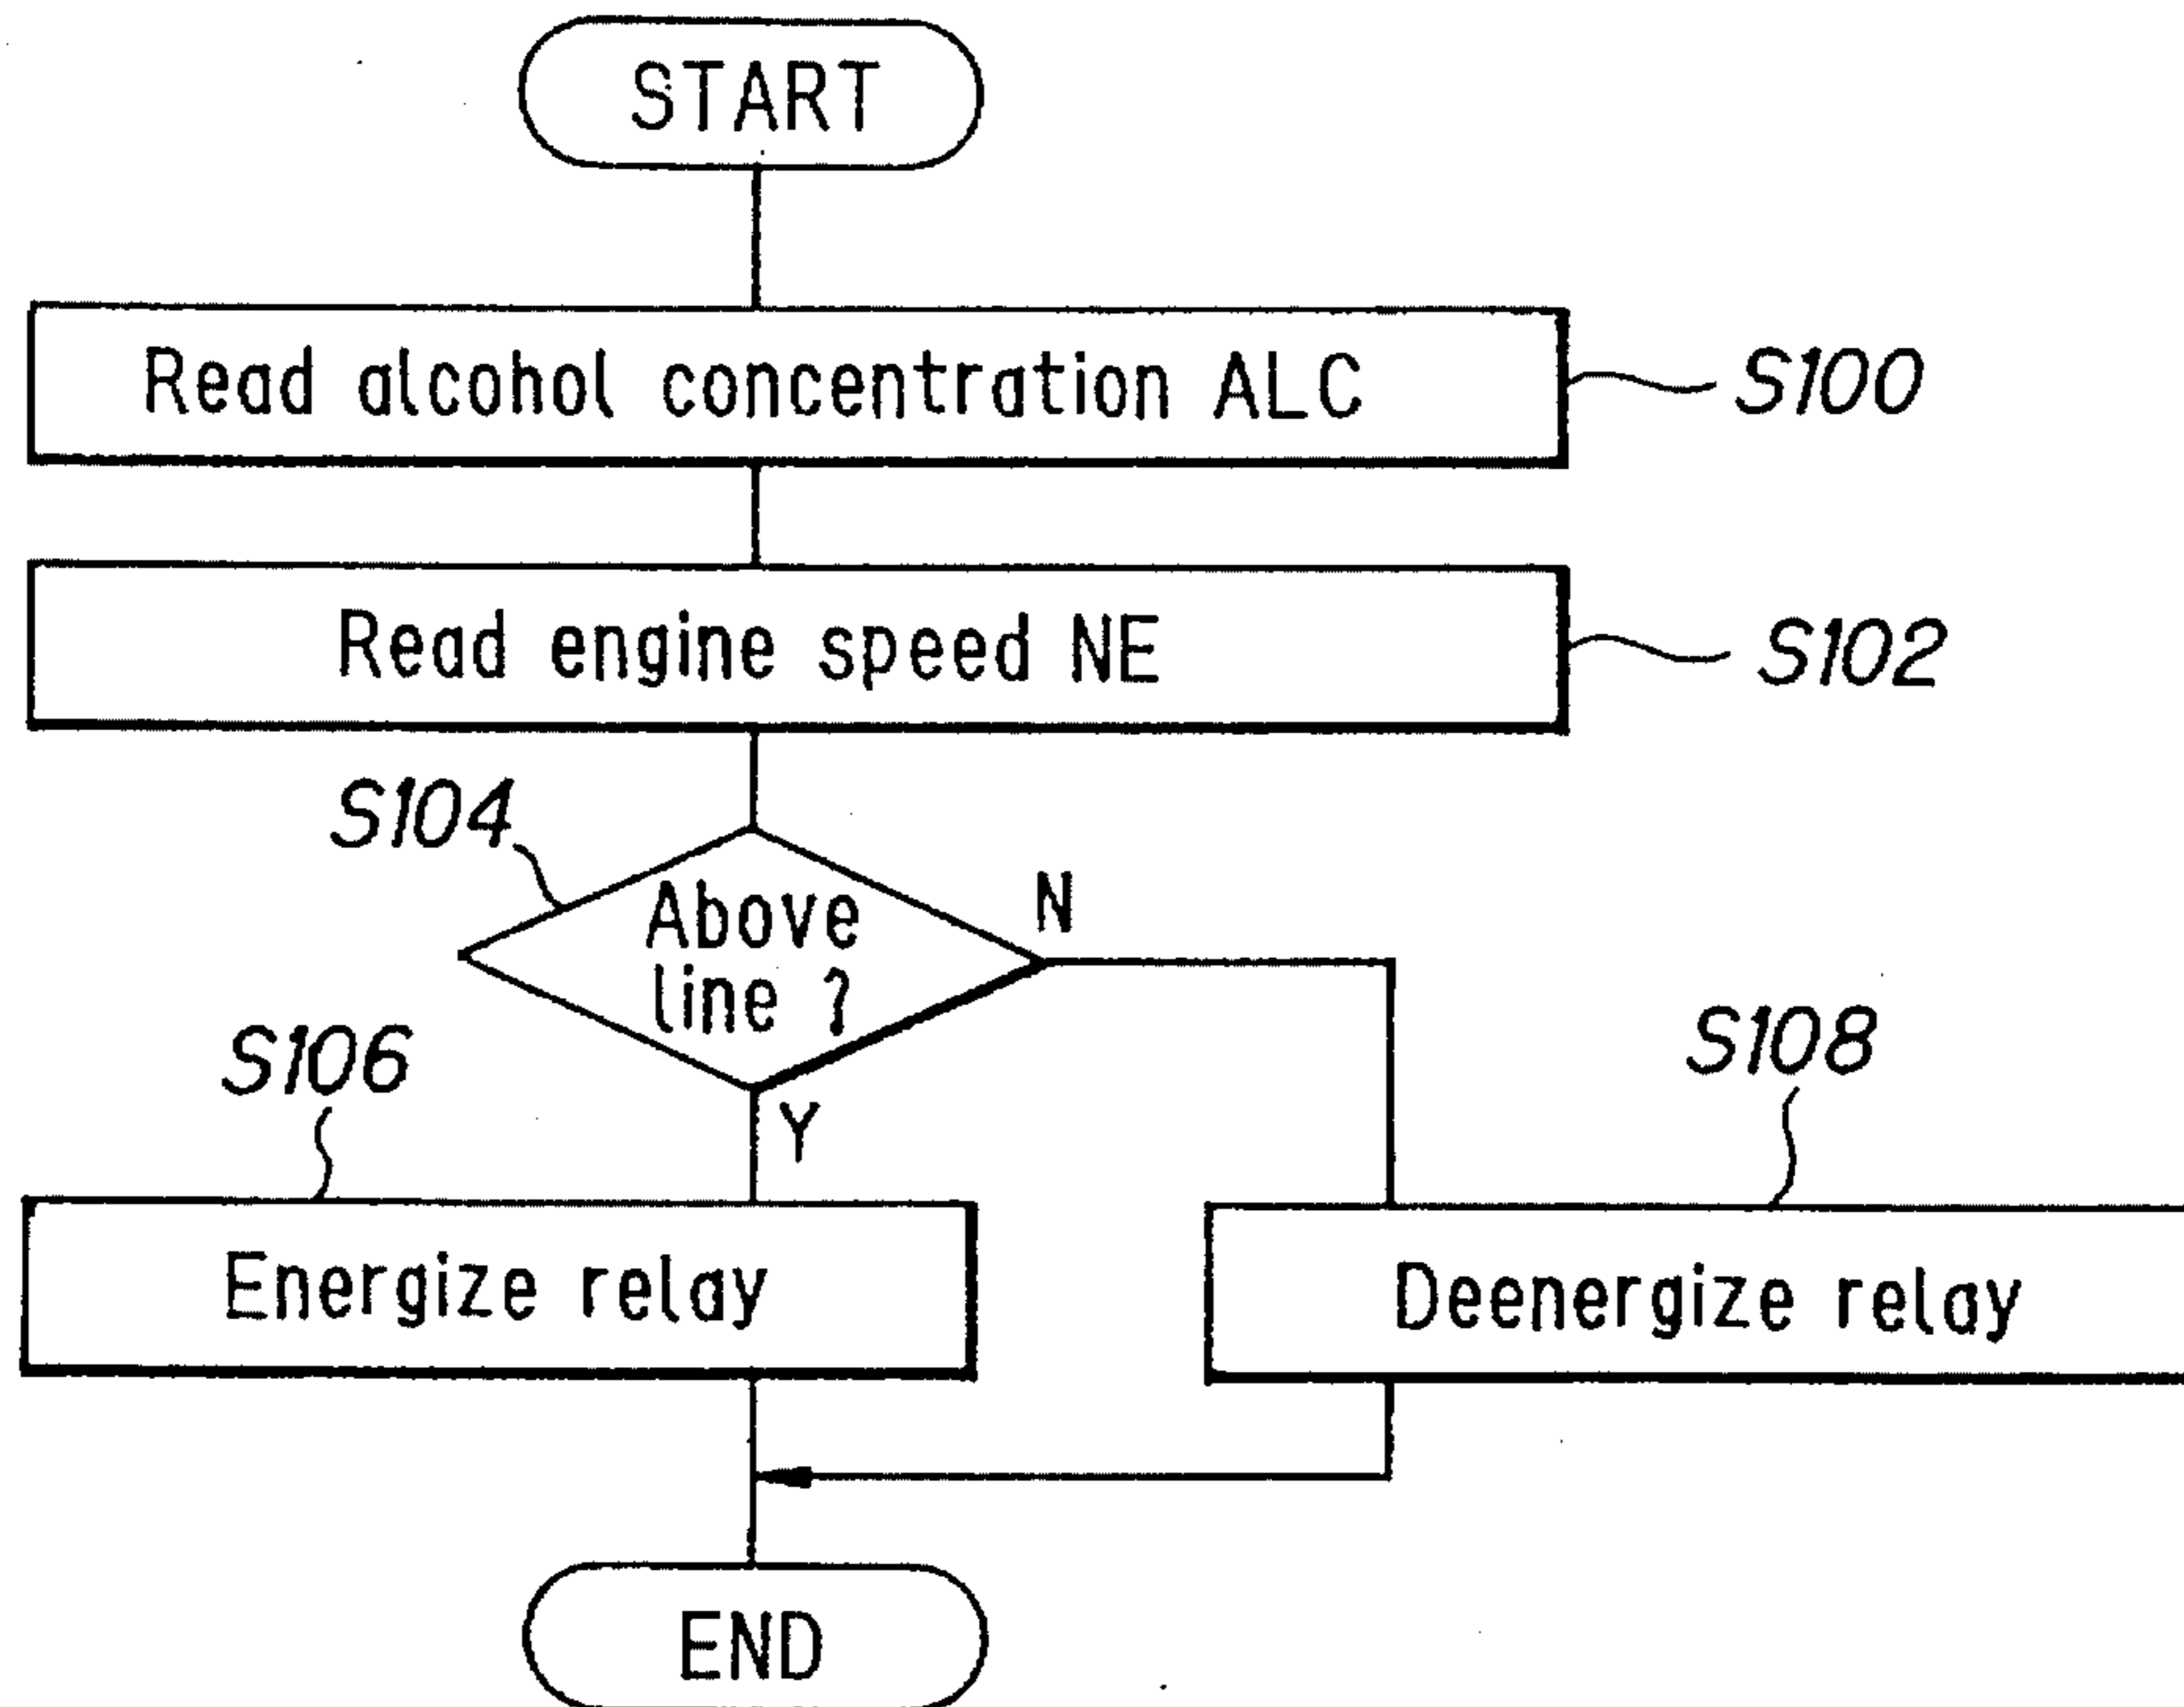 START
Read alcohol concentration ALC
S100
Read engine speed NE
S102
S104
Above
line ?
N
Y
S106
S108
Energize relay
Deenergize relay
END